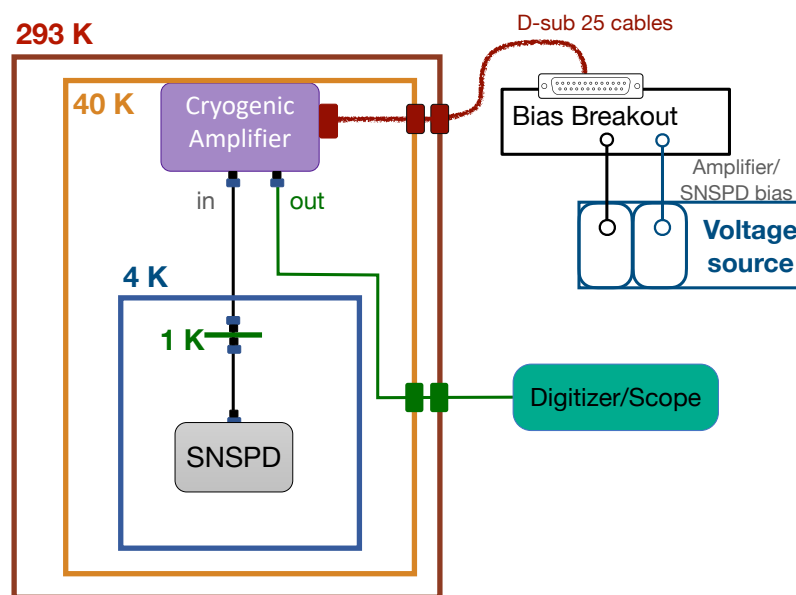 D-sub 25 cables
293 K
40 K
Cryogenic
Amplifier
Bias Breakout
in
out
Amplifier/
SNSPD bias
Voltage
source
4 K
1 K
Digitizer/Scope
SNSPD